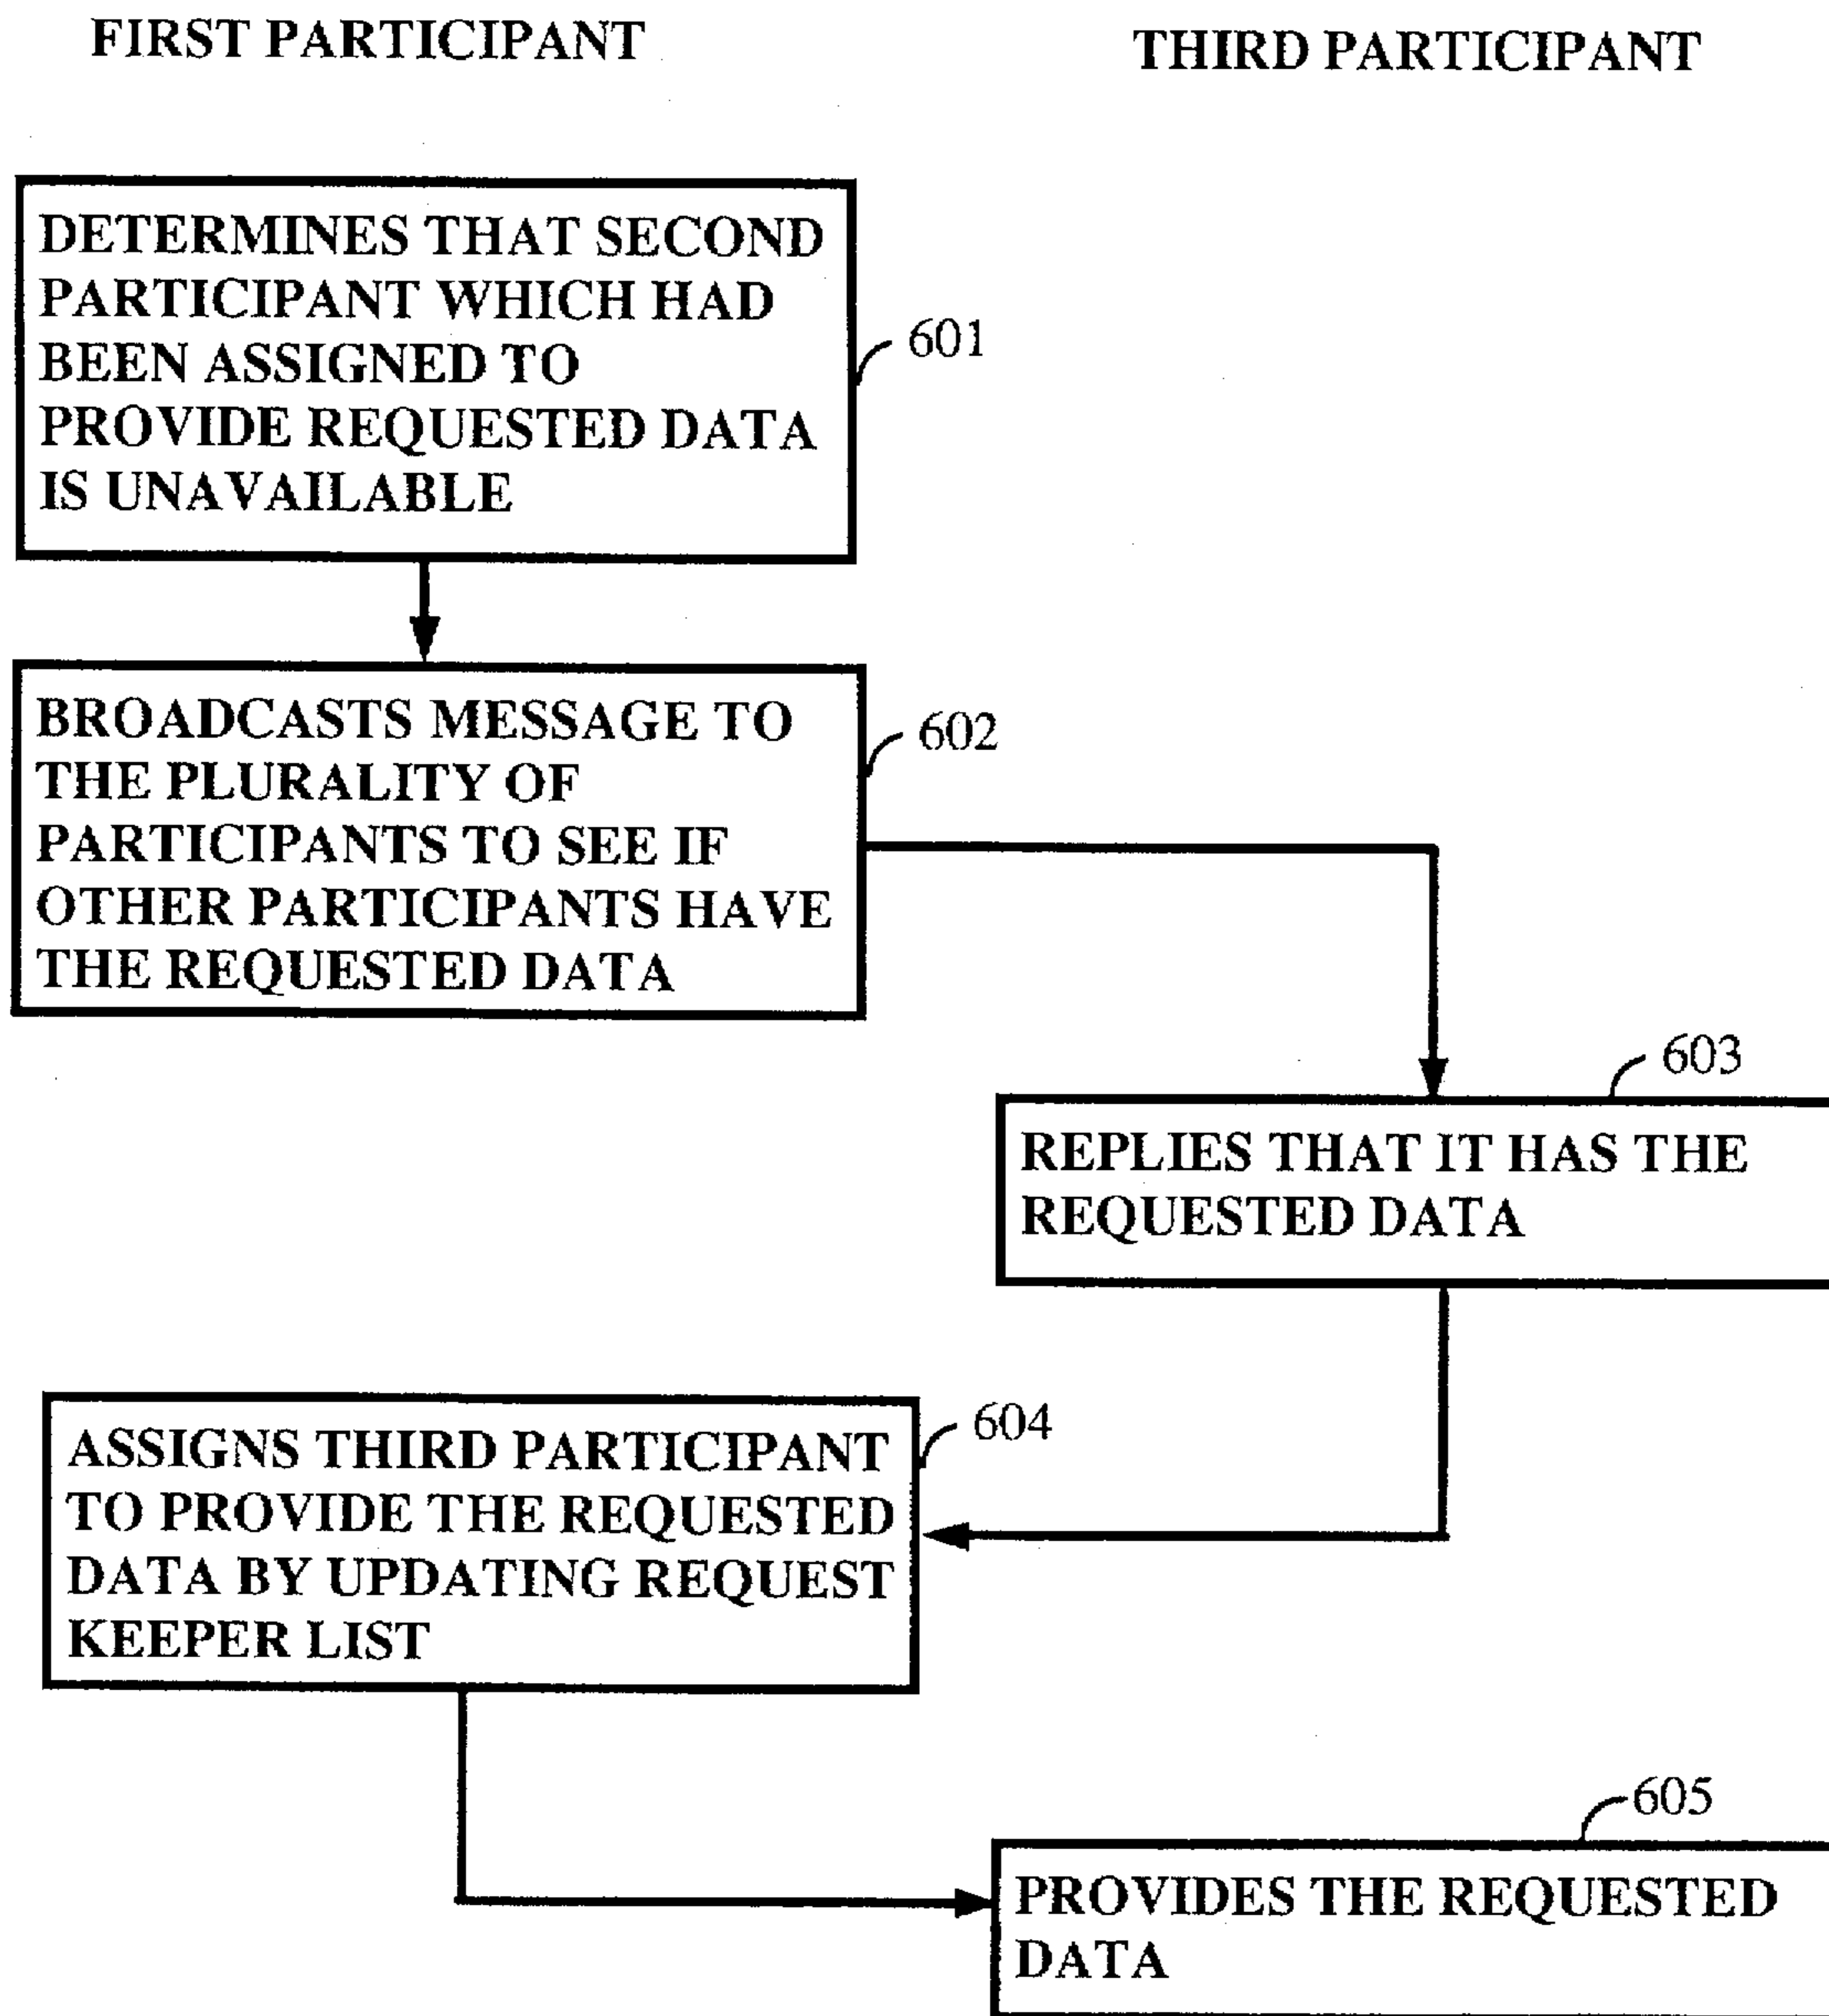 FIRST PARTICIPANT
THIRD PARTICIPANT
DETERMINES THAT SECOND
PARTICIPANT WHICH HAD
BEEN ASSIGNED TO
PROVIDE REQUESTED DATA
IS UNAVAILABLE
601
BROADCASTS MESSAGE TO
THE PLURALITY OF
PARTICIPANTS TO SEE IF
OTHER PARTICIPANTS HAVE
THE REQUESTED DATA
602
603
REPLIES THAT IT HAS THE
REQUESTED DATA
604
ASSIGNS THIRD PARTICIPANT
TO PROVIDE THE REQUESTED
DATA BY UPDATING REQUEST
KEEPER LIST
605
PROVIDES THE REQUESTED
DATA